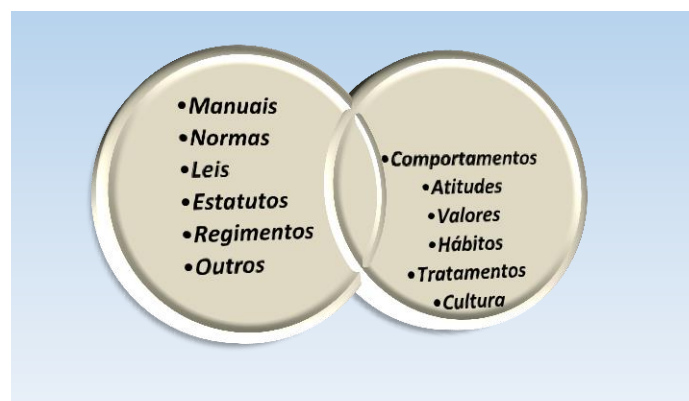 •Manuais
•Normas
•Leis
•Estatutos
•Regimentos
•Outros
•Comportamentos
•Atitudes
•Valores
•Hábitos
•Tratamentos
•Cultura